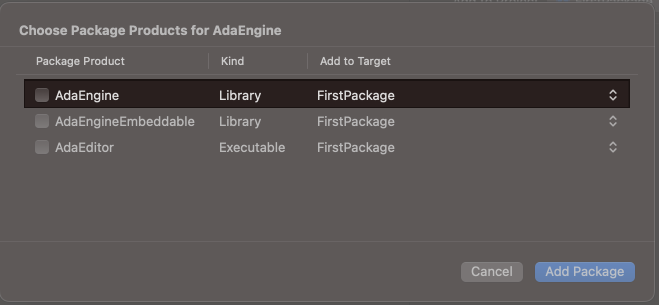 Choose Package Products for AdaEngine
Package Product Kind Add to Target
AdaEngine Library FirstPackage
AdaEngineEmbeddable Library FirstPackage
AdaEditor Executable FirstPackage
Cancel Add Package